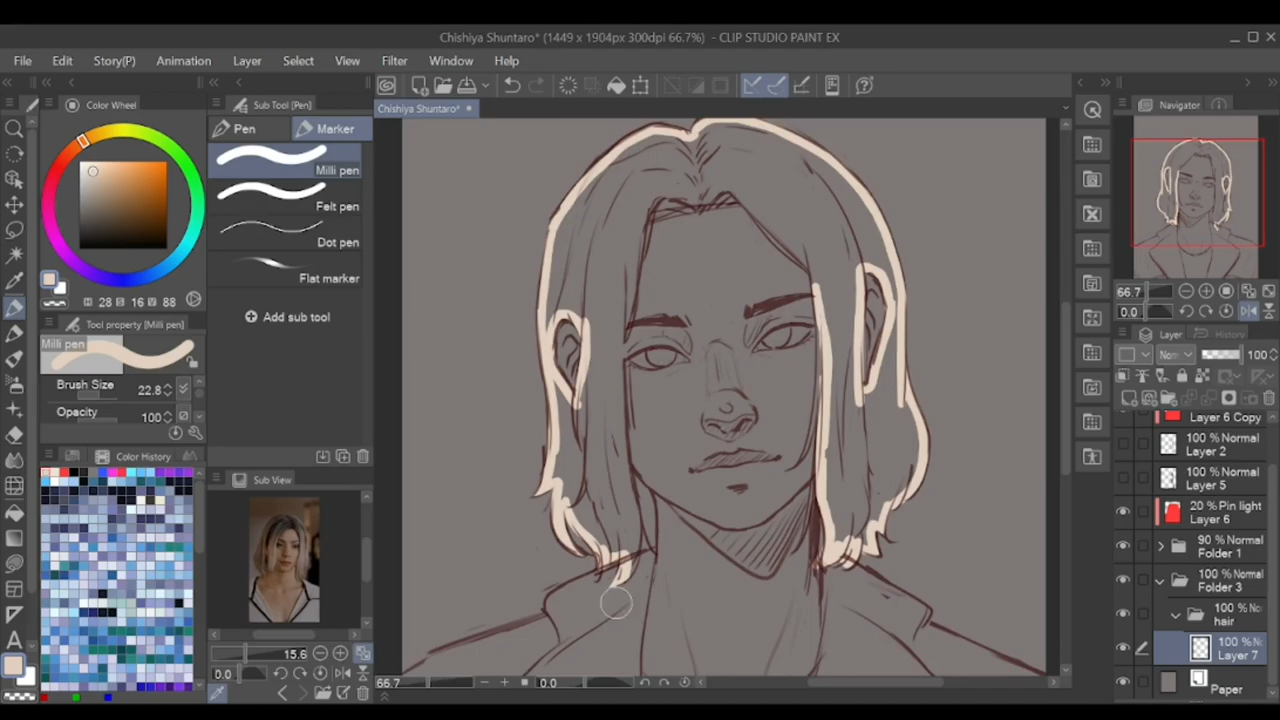 Chishiya Shuntaro* (1449 x 1904px 300dpi 66.7%) - CLIP STUDIO PAINT EX
File Edit Story(P) Animation Layer Select View Filter Window Help
Color Wheel
Sub Tool [Pen]
Chishiya Shuntaro*
Navigator
Pen
Marker
Milli pen
Felt pen
Dot pen
Flat marker
Add sub tool
28 S 16 V 88
Tool property [Milli pen]
Milli pen
Brush Size 22.8
Opacity 100
Color History
Sub View
15.6
0.0
66.7
0.0
66.7
0.0
Layer
History
Nom
100
Layer 6 Copy
100 % Normal
Layer 2
100 % Normal
Layer 5
20 % Pin light
Layer 6
90 % Normal
Folder 1
100 % Normal
Folder 3
100 % No
hair
100 % N
Layer 7
Paper